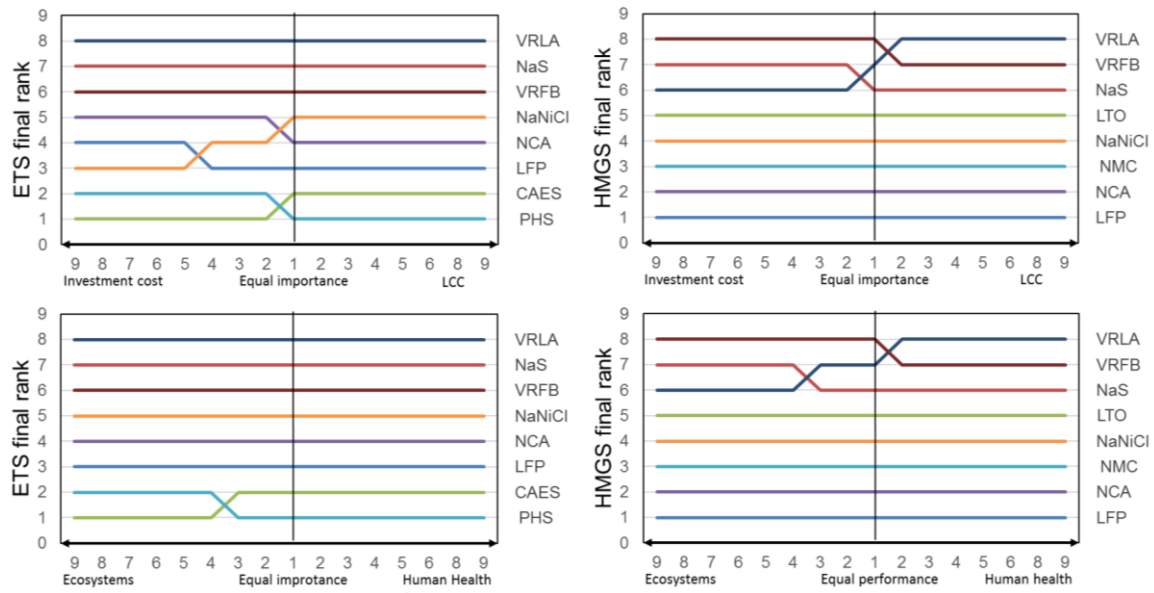 ETS final rank
9
8
7
6
5
4
3
2
1
0
VRLA
NaS
VRFB
NaNiCl
NCA
LFP
CAES
PHS
9 8 7 6 5 4 3 2 1 2 3 4 5 6 7 8 9
Investment cost Equal importance LCC
HMGS final rank
9
8
7
6
5
4
3
2
1
0
VRLA
VRFB
NaS
LTO
NaNiCl
NMC
NCA
LFP
9 8 7 6 5 4 3 2 1 2 3 4 5 6 7 8 9
Investment cost Equal importance LCC
ETS final rank
9
8
7
6
5
4
3
2
1
0
VRLA
NaS
VRFB
NaNiCl
NCA
LFP
CAES
PHS
9 8 7 6 5 4 3 2 1 2 3 4 5 6 7 8 9
Ecosystems Equal improtance Human Health
HMGS final rank
9
8
7
6
5
4
3
2
1
0
VRLA
VRFB
NaS
LTO
NaNiCl
NMC
NCA
LFP
9 8 7 6 5 4 3 2 1 2 3 4 5 6 7 8 9
Ecosystems Equal performance Human health